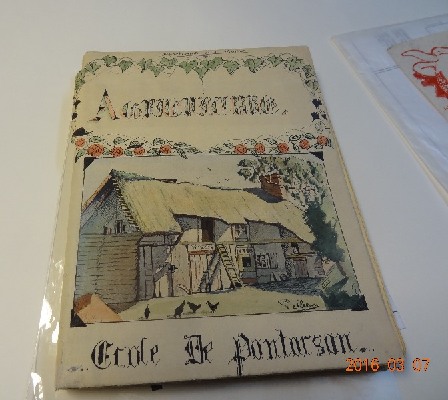 Agriculture.
Ecole De Pontorson
2016 03 07